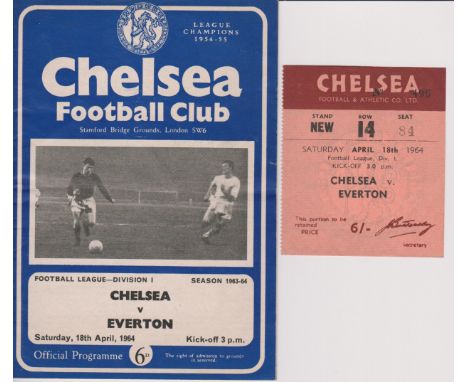 LEAGUE
CHAMPIONS
1954-55
Chelsea
Football Club
Stamford Bridge Grounds, London SW6
FOOTBALL LEAGUE—DIVISION I SEASON 1963-64
CHELSEA
v
EVERTON
Saturday, 18th April, 1964 Kick-off 3 p.m.
Official Programme 6D The right of admission to ground is reserved.
CHELSEA
FOOTBALL & ATHLETIC CO. LTD.
STAND ROW SEAT
NEW 14 84
SATURDAY APRIL 18th 1964
Football League, Div. I.
KICK-OFF 3.0 p.m.
CHELSEA v.
EVERTON
This portion to be
retained
PRICE 6/-
Secretary